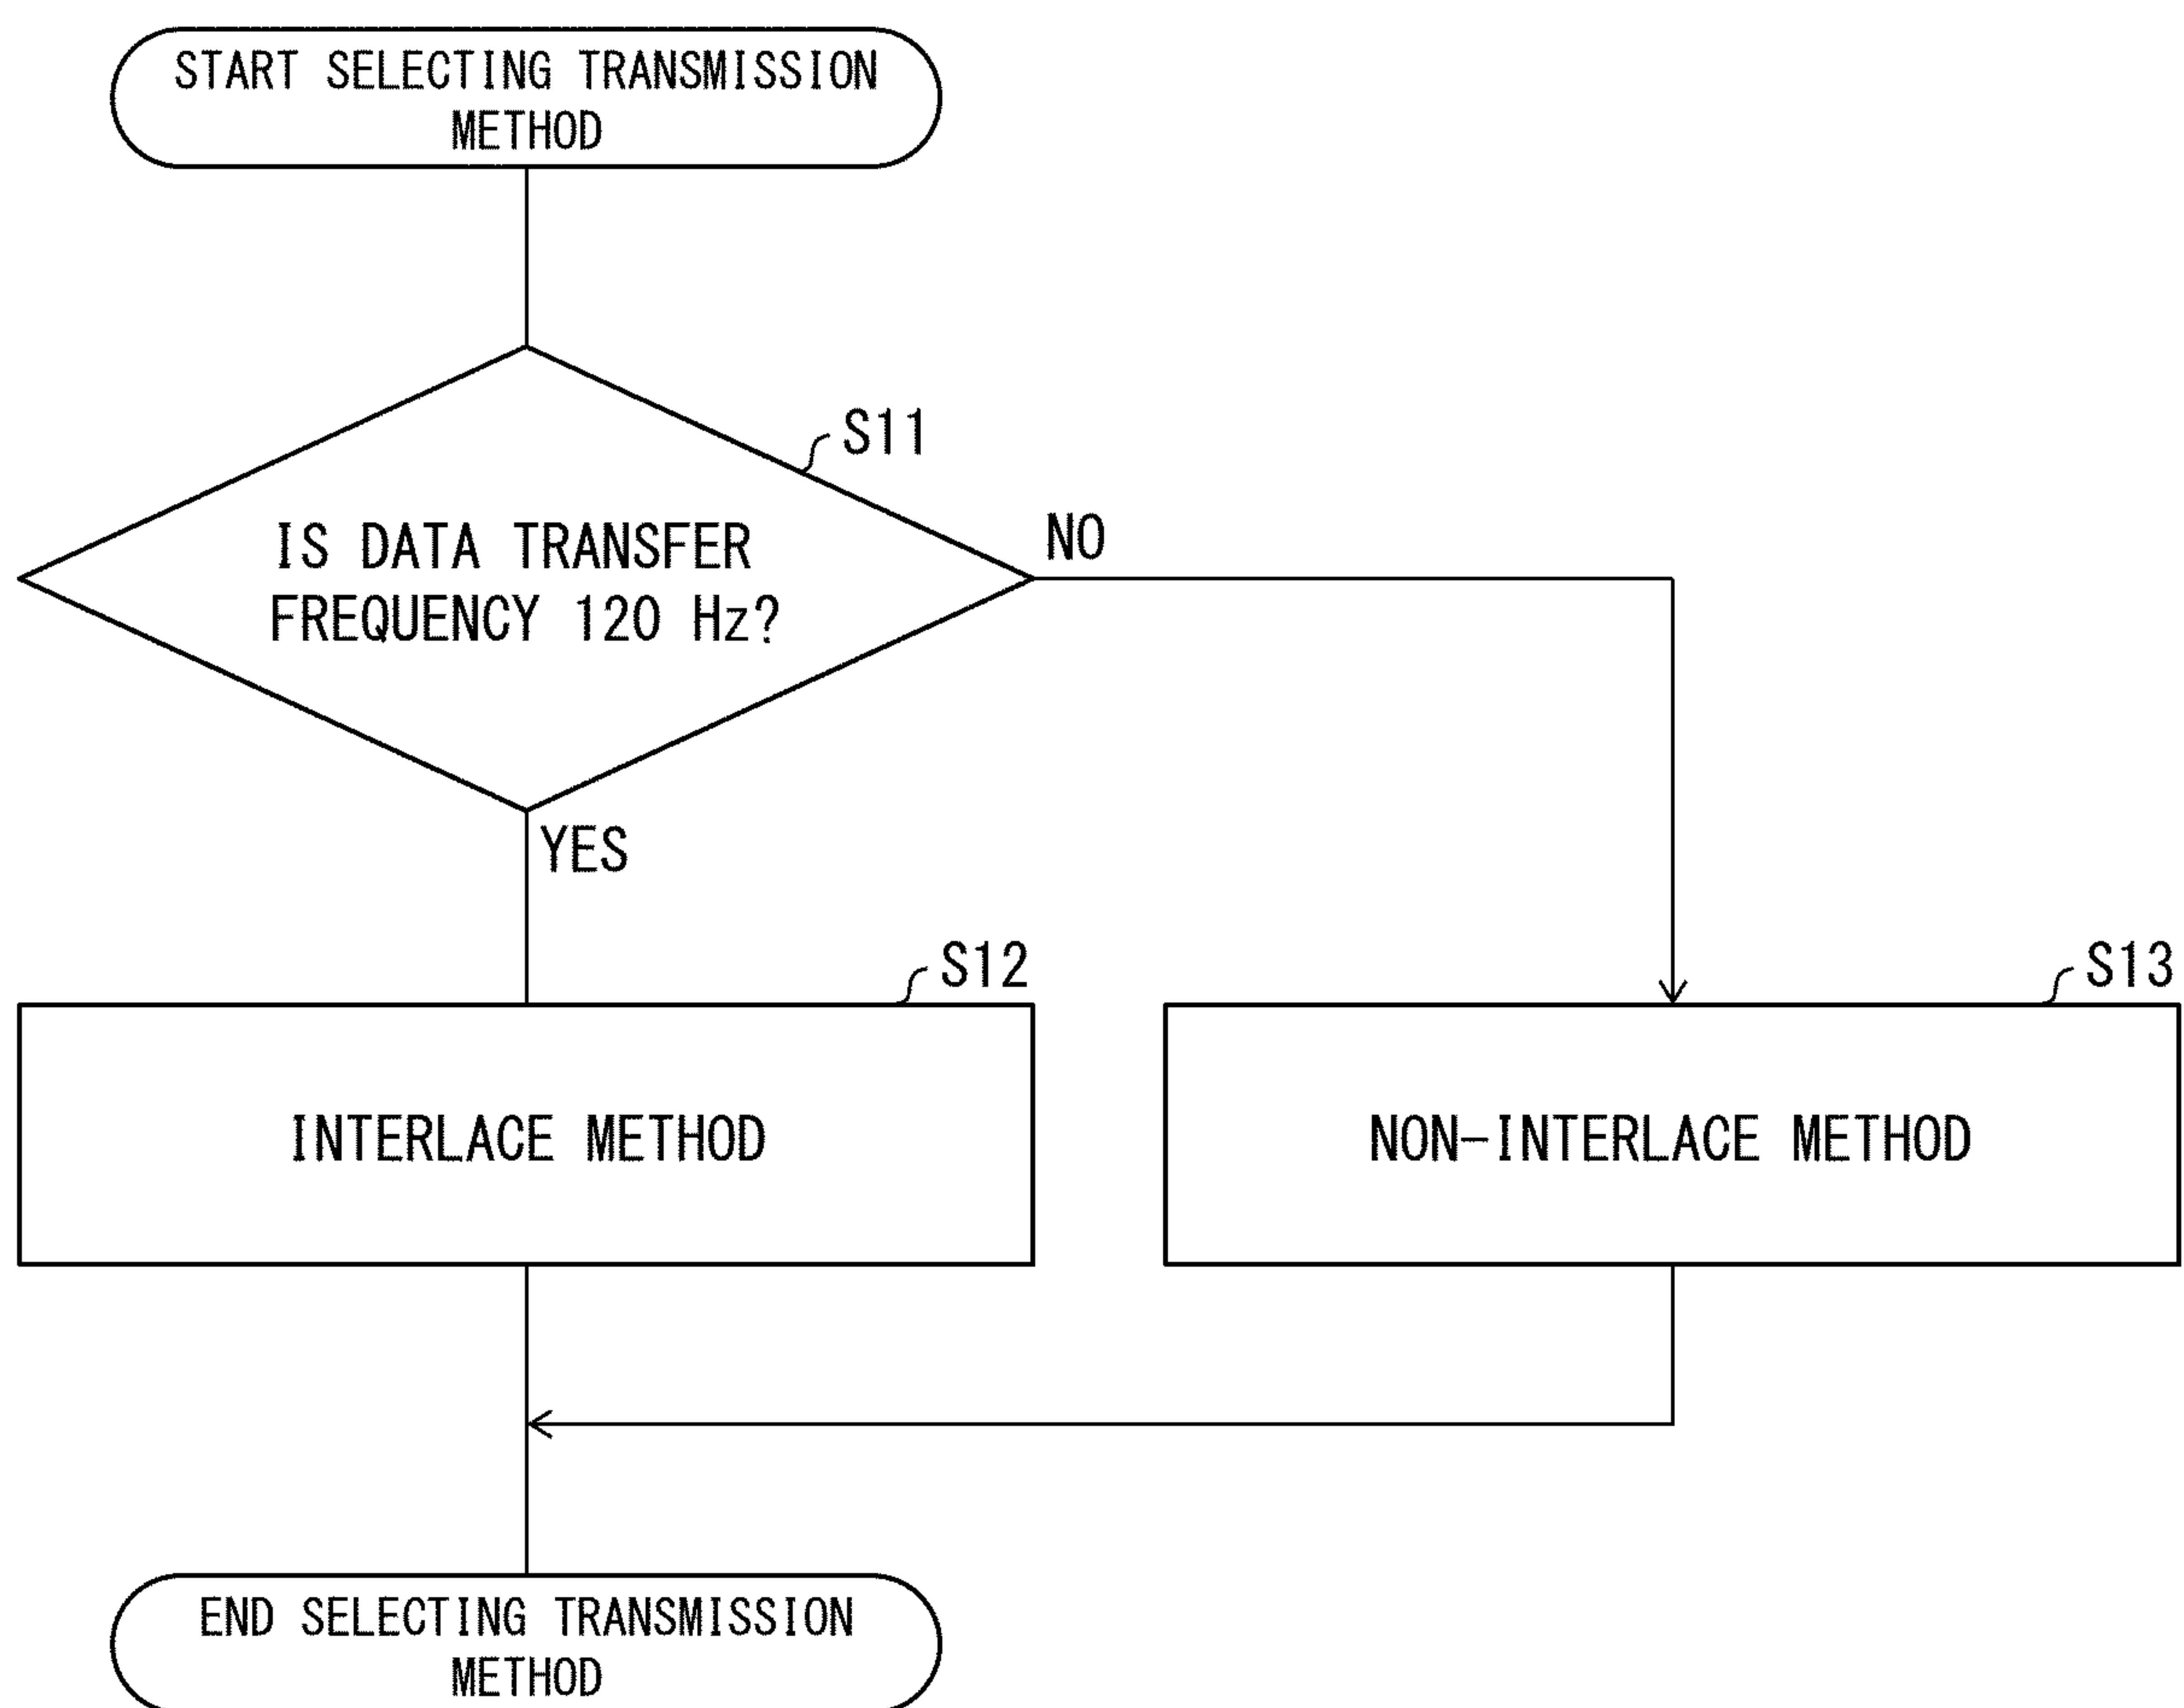 START SELECTING TRANSMISSION
METHOD
S11
IS DATA TRANSFER
FREQUENCY 120 Hz?
NO
YES
S12
S13
INTERLACE METHOD
NON-INTERLACE METHOD
END SELECTING TRANSMISSION
METHOD